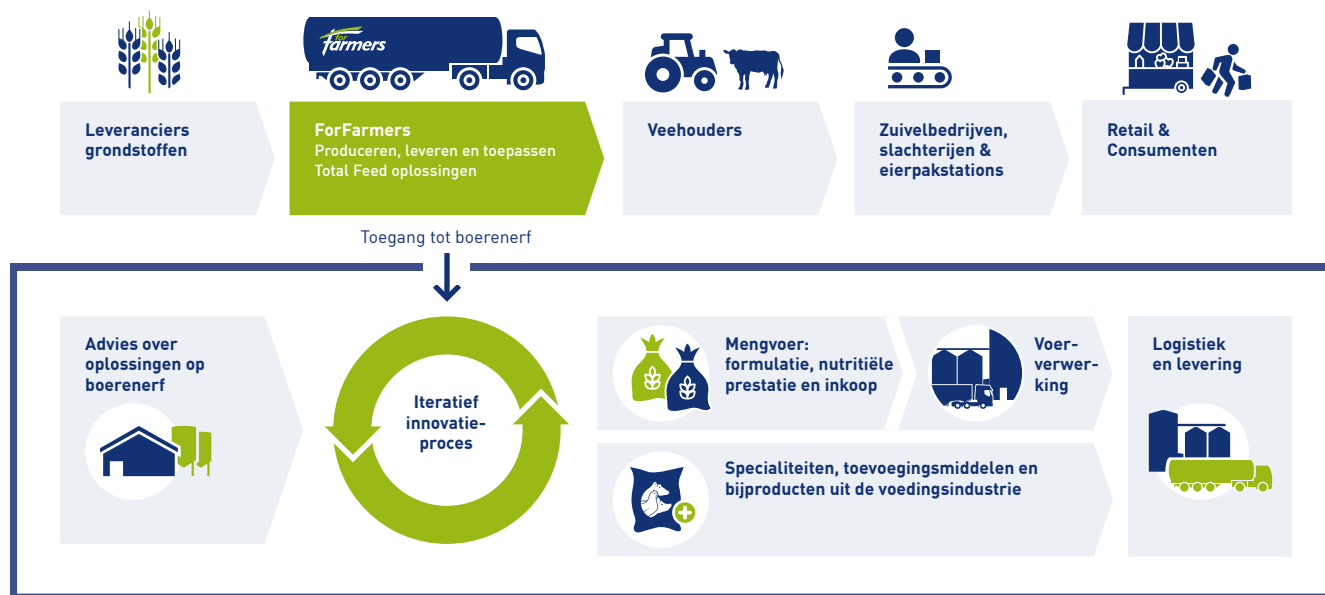 for
farmers
Leveranciers
grondstoffen
ForFarmers
Produceren, leveren en toepassen
Total Feed oplossingen
Veehouders
Zuivelbedrijven,
slachterijen &
eierpakstations
Retail &
Consumenten
Toegang tot boerenerf
Advies over
oplossingen op
boerenerf
Iteratief
innovatie-
proces
Mengvoer:
formulatie, nutritiële
prestatie en inkoop
Voer-
verwer-
king
Specialiteiten, toevoegingsmiddelen en
bijproducten uit de voedingsindustrie
Logistiek
en levering